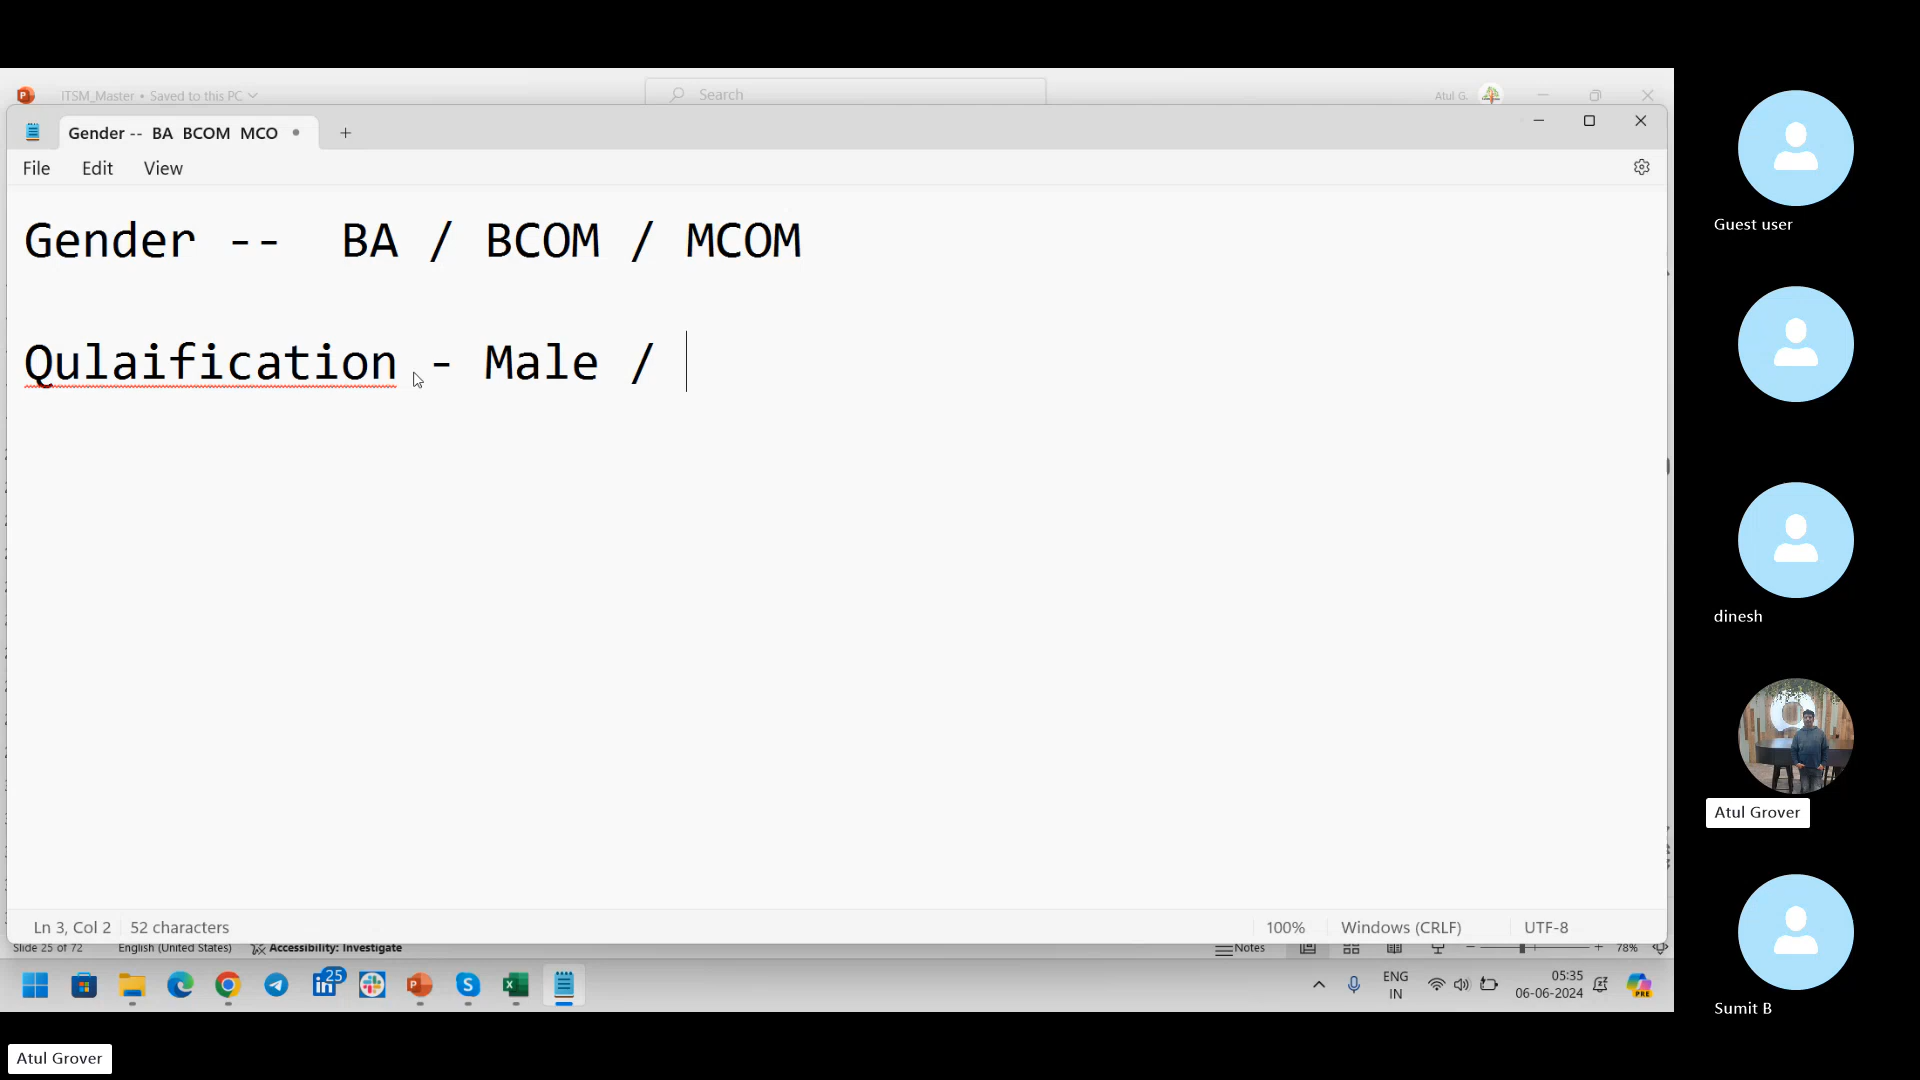 ITSM_Master • Saved to this PC
Search
Atul G.
Gender -- BA BCOM MCO
File Edit View
Gender -- BA / BCOM / MCOM
Qulaification - Male /
Ln 3, Col 2 52 characters
100% Windows (CRLF) UTF-8
Slide 25 of 72 English (United States) Accessibility: Investigate
Notes 78%
25
ENG
IN
05:35
06-06-2024
PRE
Guest user
dinesh
Atul Grover
Sumit B
Atul Grover